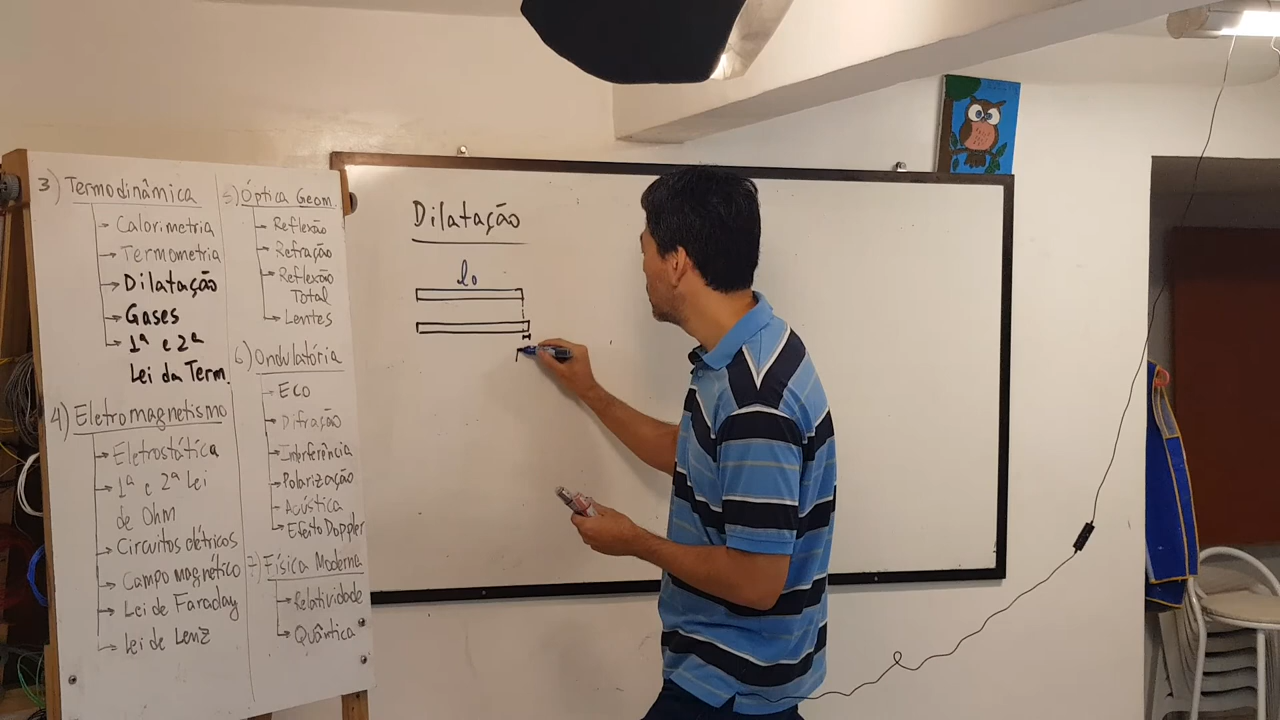 3) Termodinâmica
Calorimetria
Termometria
Dilatação
Gases
1ª e 2ª
Lei da Term.
4) Eletromagnetismo
Eletrostática
1ª e 2ª Lei
de Ohm
Circuitos elétricos
Campo magnético
Lei de Faraday
Lei de Lenz
5) Óptica Geom.
Reflexão
Refração
Reflexão
Total
Lentes
6) Ondulatória
Eco
Difração
Interferência
Polarização
Acústica
Efeito Doppler
7) Física Moderna
Relatividade
Quântica
Dilatação
l₀